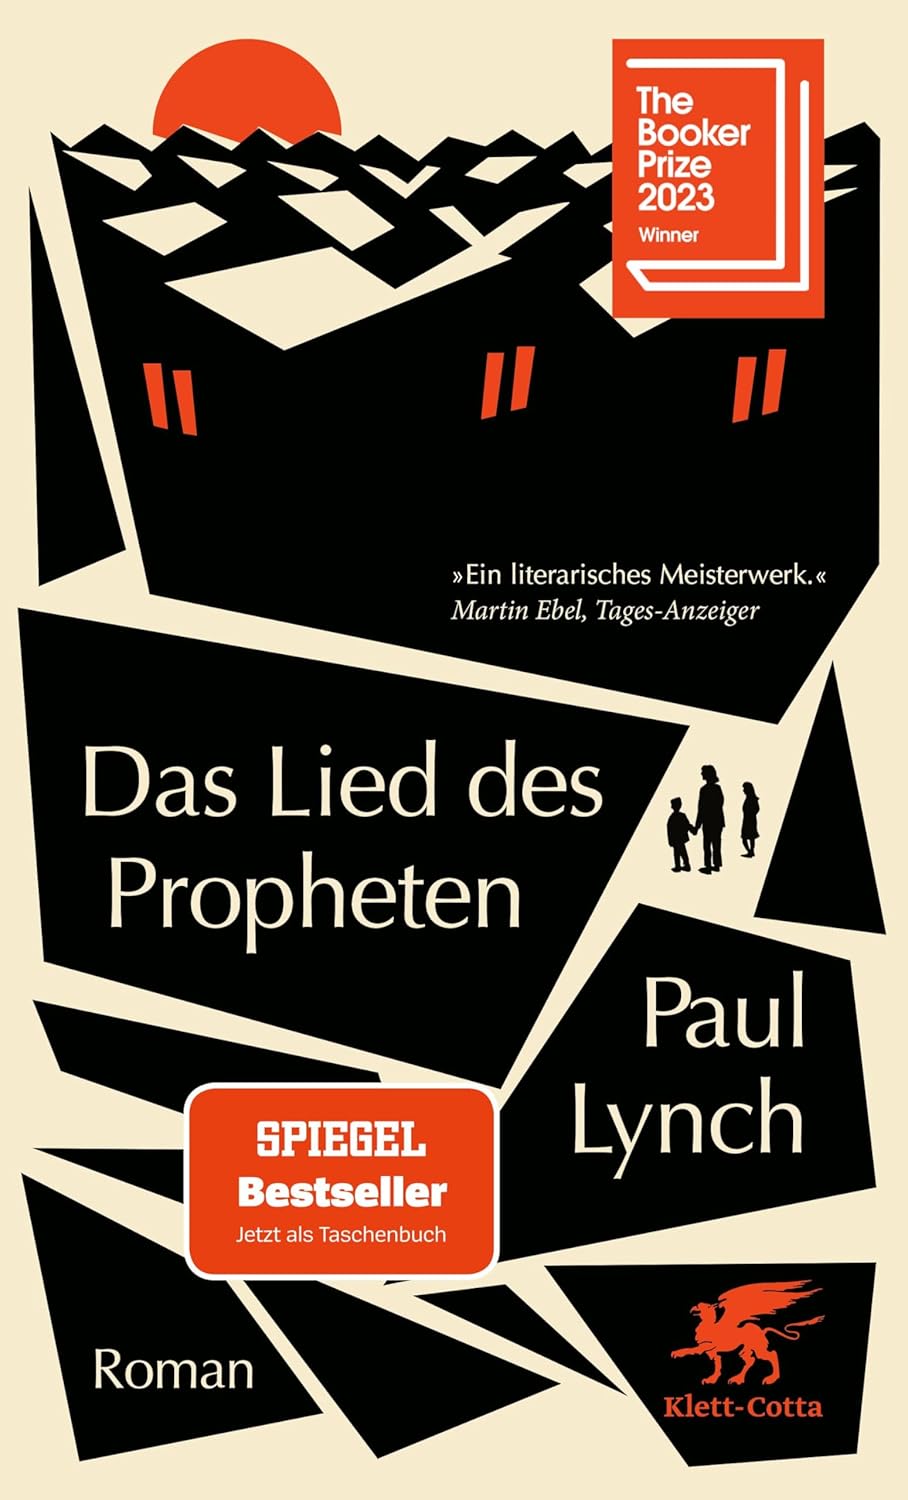 The
Booker
Prize
2023
Winner
»Ein literarisches Meisterwerk.«
Martin Ebel, Tages-Anzeiger
Das Lied des
Propheten
Paul
Lynch
SPIEGEL
Bestseller
Jetzt als Taschenbuch
Roman
Klett-Cotta